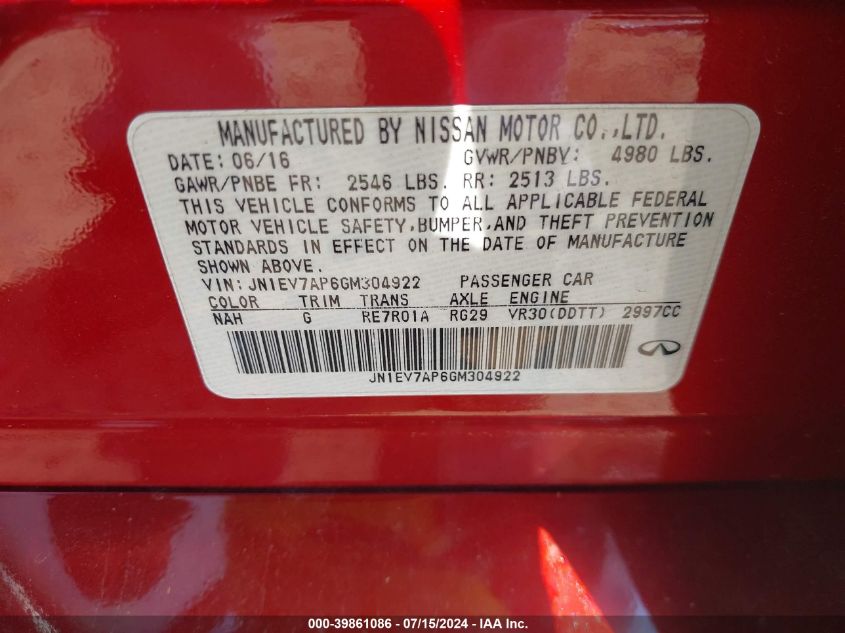 MANUFACTURED BY NISSAN MOTOR CO.,LTD.
DATE: 06/16 GVWR/PNBV: 4980 LBS.
GAWR/PNBE FR: 2546 LBS. RR: 2513 LBS.
THIS VEHICLE CONFORMS TO ALL APPLICABLE FEDERAL
MOTOR VEHICLE SAFETY,BUMPER,AND THEFT PREVENTION
STANDARDS IN EFFECT ON THE DATE OF MANUFACTURE
SHOWN ABOVE.
VIN: JN1EV7AP6GM304922 PASSENGER CAR
COLOR TRIM TRANS AXLE ENGINE
NAH G RE7R01A RG29 VR30(DDTT) 2997CC
JN1EV7AP6GM304922
000-39861086 - 07/15/2024 - IAA Inc.